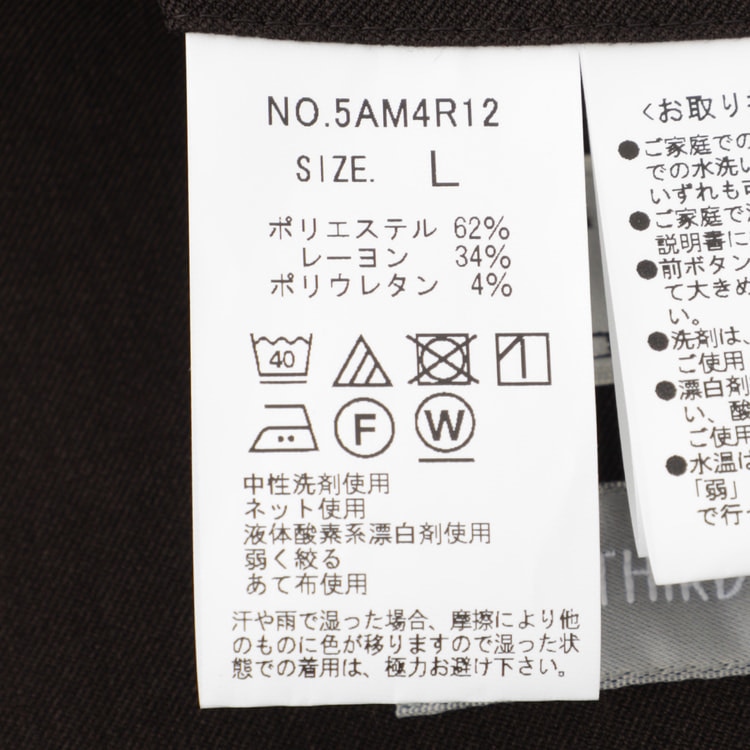 NO.5AM4R12
SIZE. L
ポリエステル 62%
レーヨン 34%
ポリウレタン 4%
40
F W
中性洗剤使用
ネット使用
液体酸素系漂白剤使用
弱く絞る
あて布使用
汗や雨で湿った場合、摩擦により他
のものに色が移りますので湿った状
態での着用は、極力お避け下さい。
〈お取り
●ご家庭での
での水洗い
いずれも可
●ご家庭で
説明書に
●前ボタン
て大きめ
い。
●洗剤は、
ご使用
●漂白剤
い、酸
ご使用
●水温は
「弱」
で行
THIRD